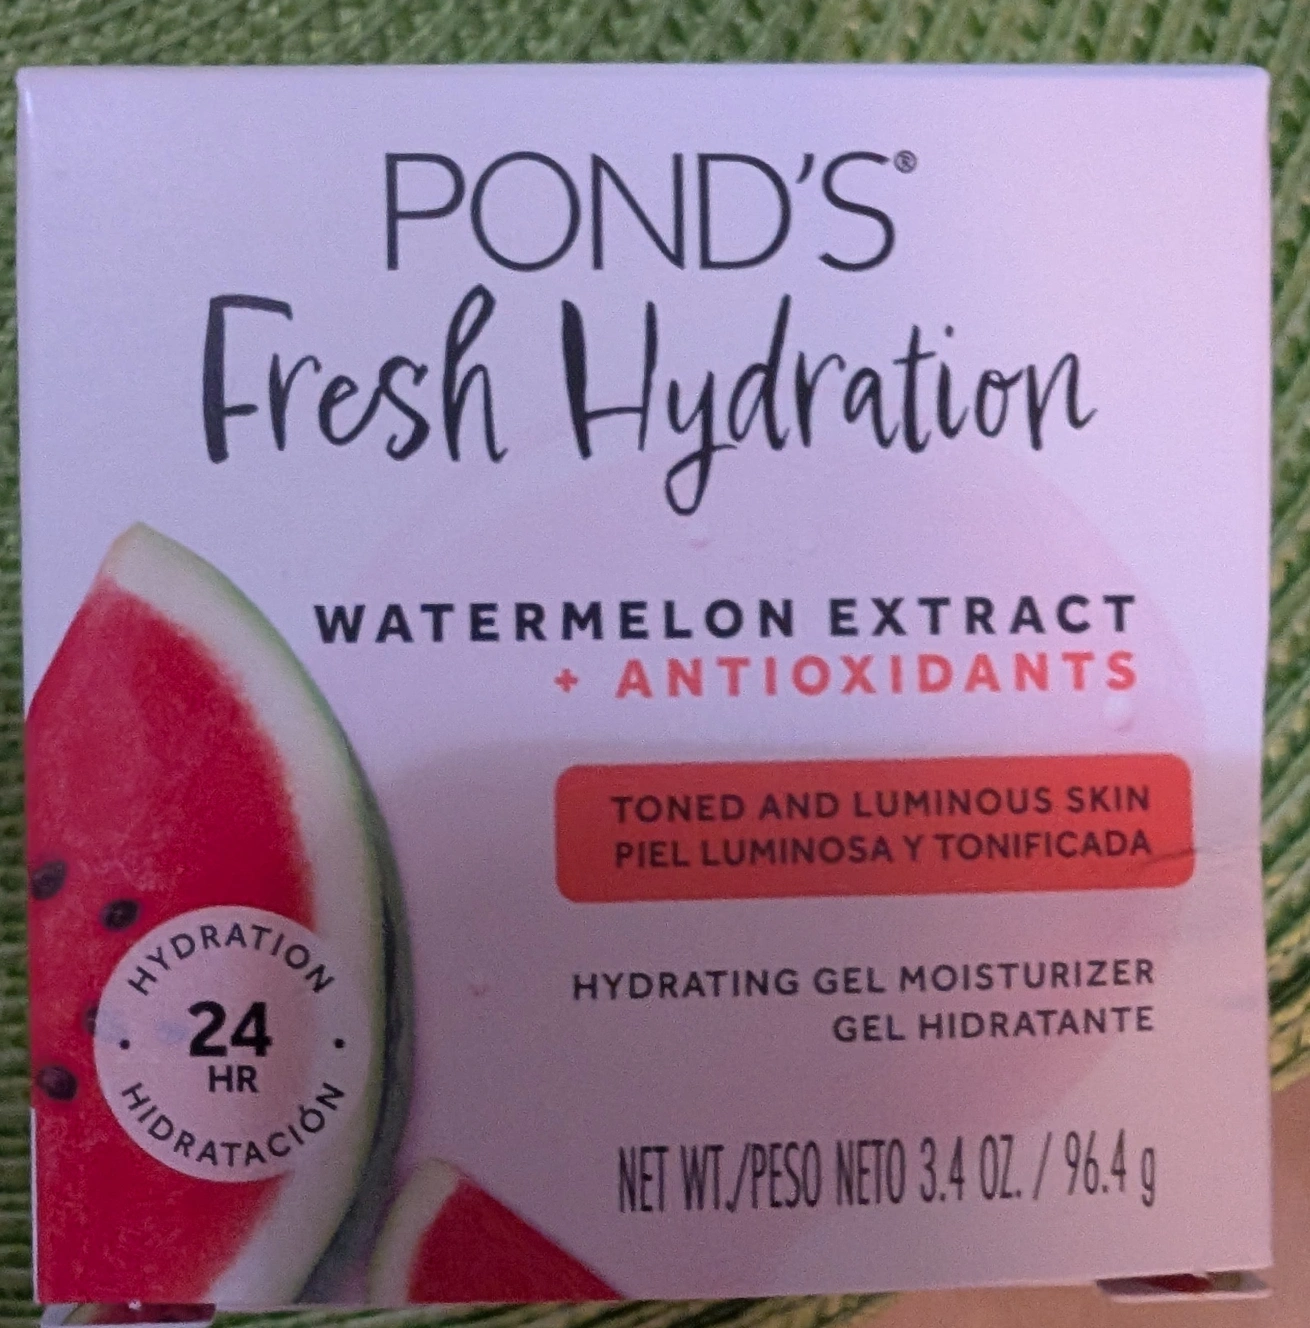 POND'S®
Fresh Hydration
WATERMELON EXTRACT
+ ANTIOXIDANTS
TONED AND LUMINOUS SKIN
PIEL LUMINOSA Y TONIFICADA
HYDRATION
24
HR
HIDRATACIÓN
HYDRATING GEL MOISTURIZER
GEL HIDRATANTE
NET WT./PESO NETO 3.4 OZ. / 96.4 g